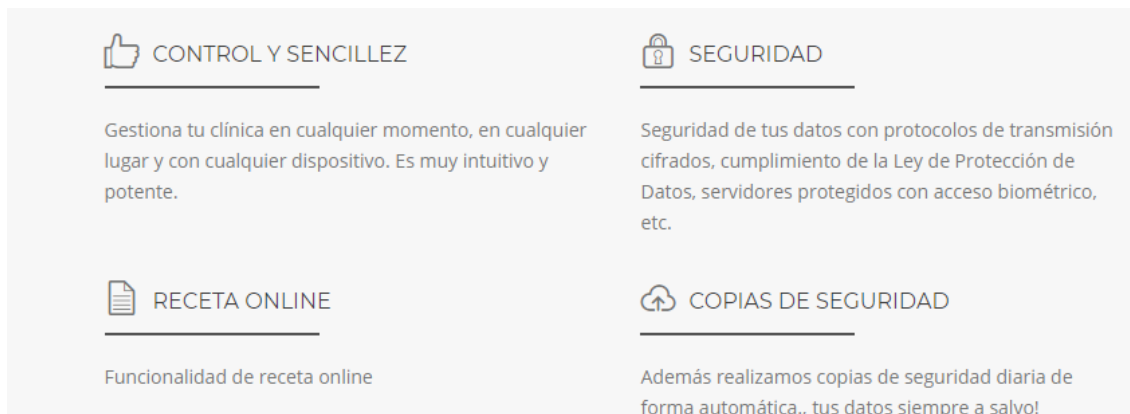 CONTROL Y SENCILLEZ
Gestiona tu clínica en cualquier momento, en cualquier
lugar y con cualquier dispositivo. Es muy intuitivo y
potente.
SEGURIDAD
Seguridad de tus datos con protocolos de transmisión
cifrados, cumplimiento de la Ley de Protección de
Datos, servidores protegidos con acceso biométrico,
etc.
RECETA ONLINE
Funcionalidad de receta online
COPIAS DE SEGURIDAD
Además realizamos copias de seguridad diaria de
forma automática.. tus datos siempre a salvo!